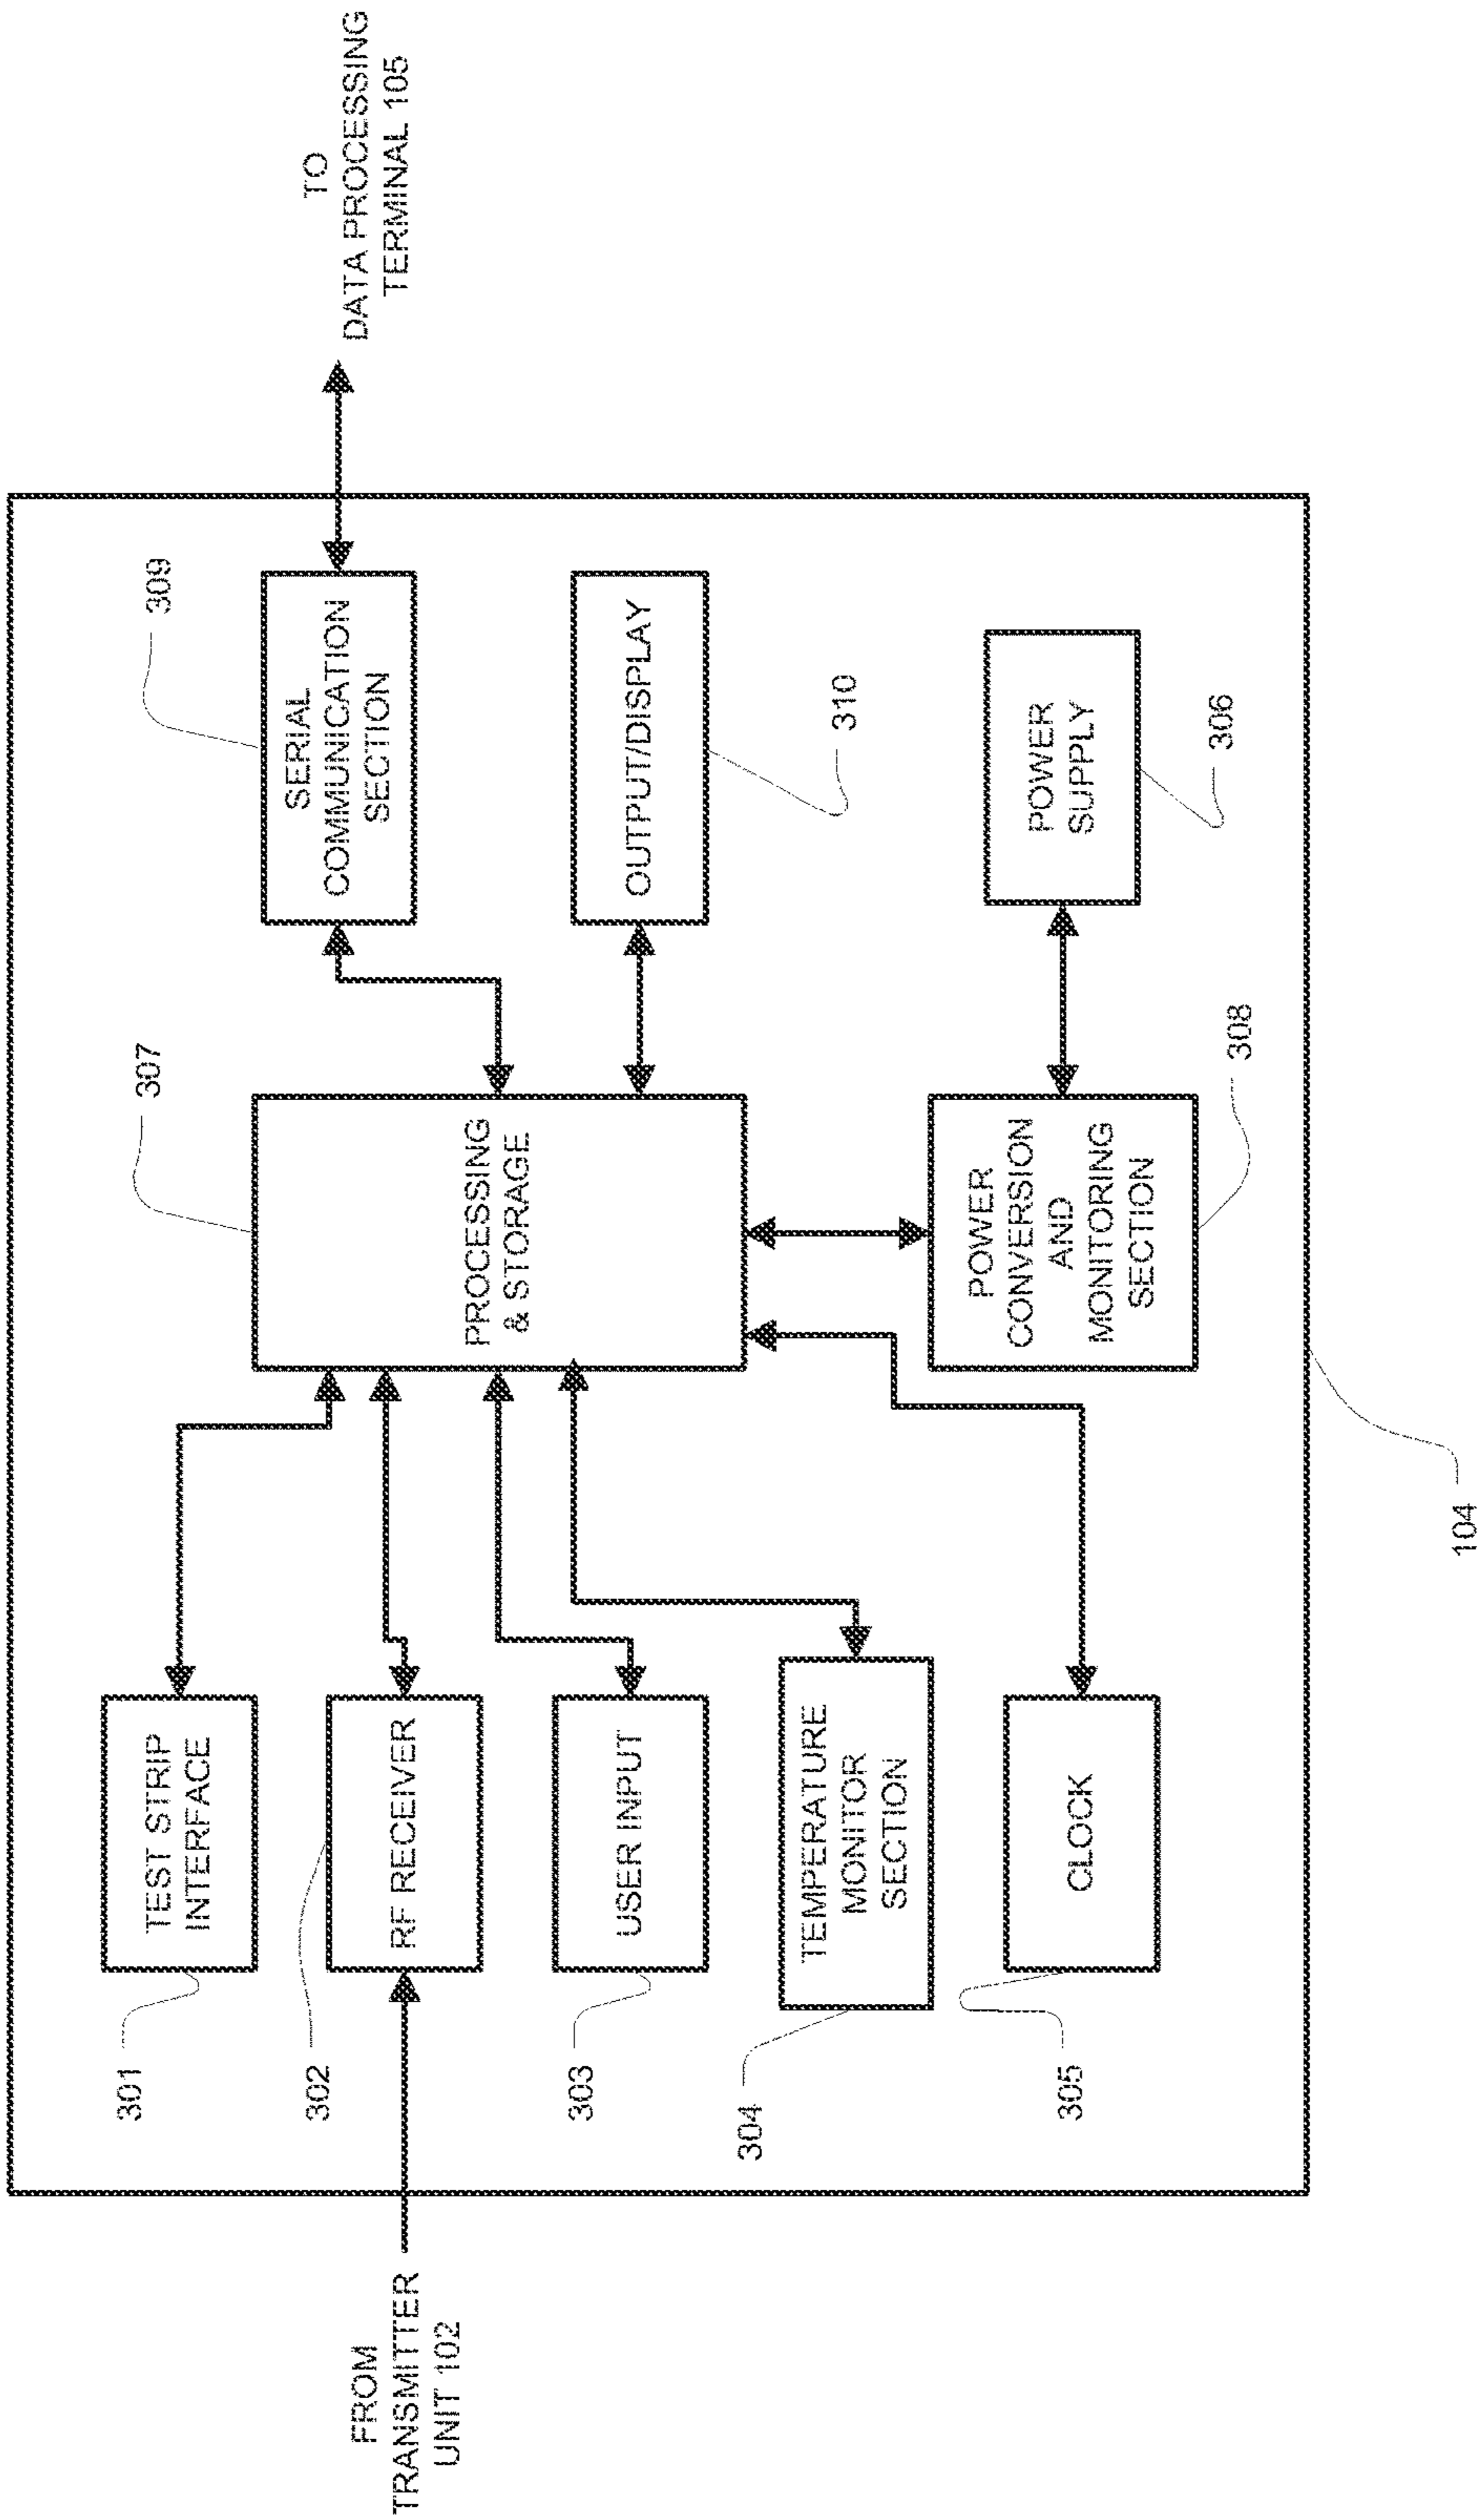 FROM
TRANSMITTER
UNIT 102
301
TEST STRIP
INTERFACE
302
RF RECEIVER
303
USER INPUT
304
TEMPERATURE
MONITOR
SECTION
305
CLOCK
307
PROCESSING
& STORAGE
POWER
CONVERSION
AND
MONITORING
SECTION
308
309
SERIAL
COMMUNICATION
SECTION
OUTPUT/DISPLAY
310
POWER
SUPPLY
306
TO
DATA PROCESSING
TERMINAL 105
104